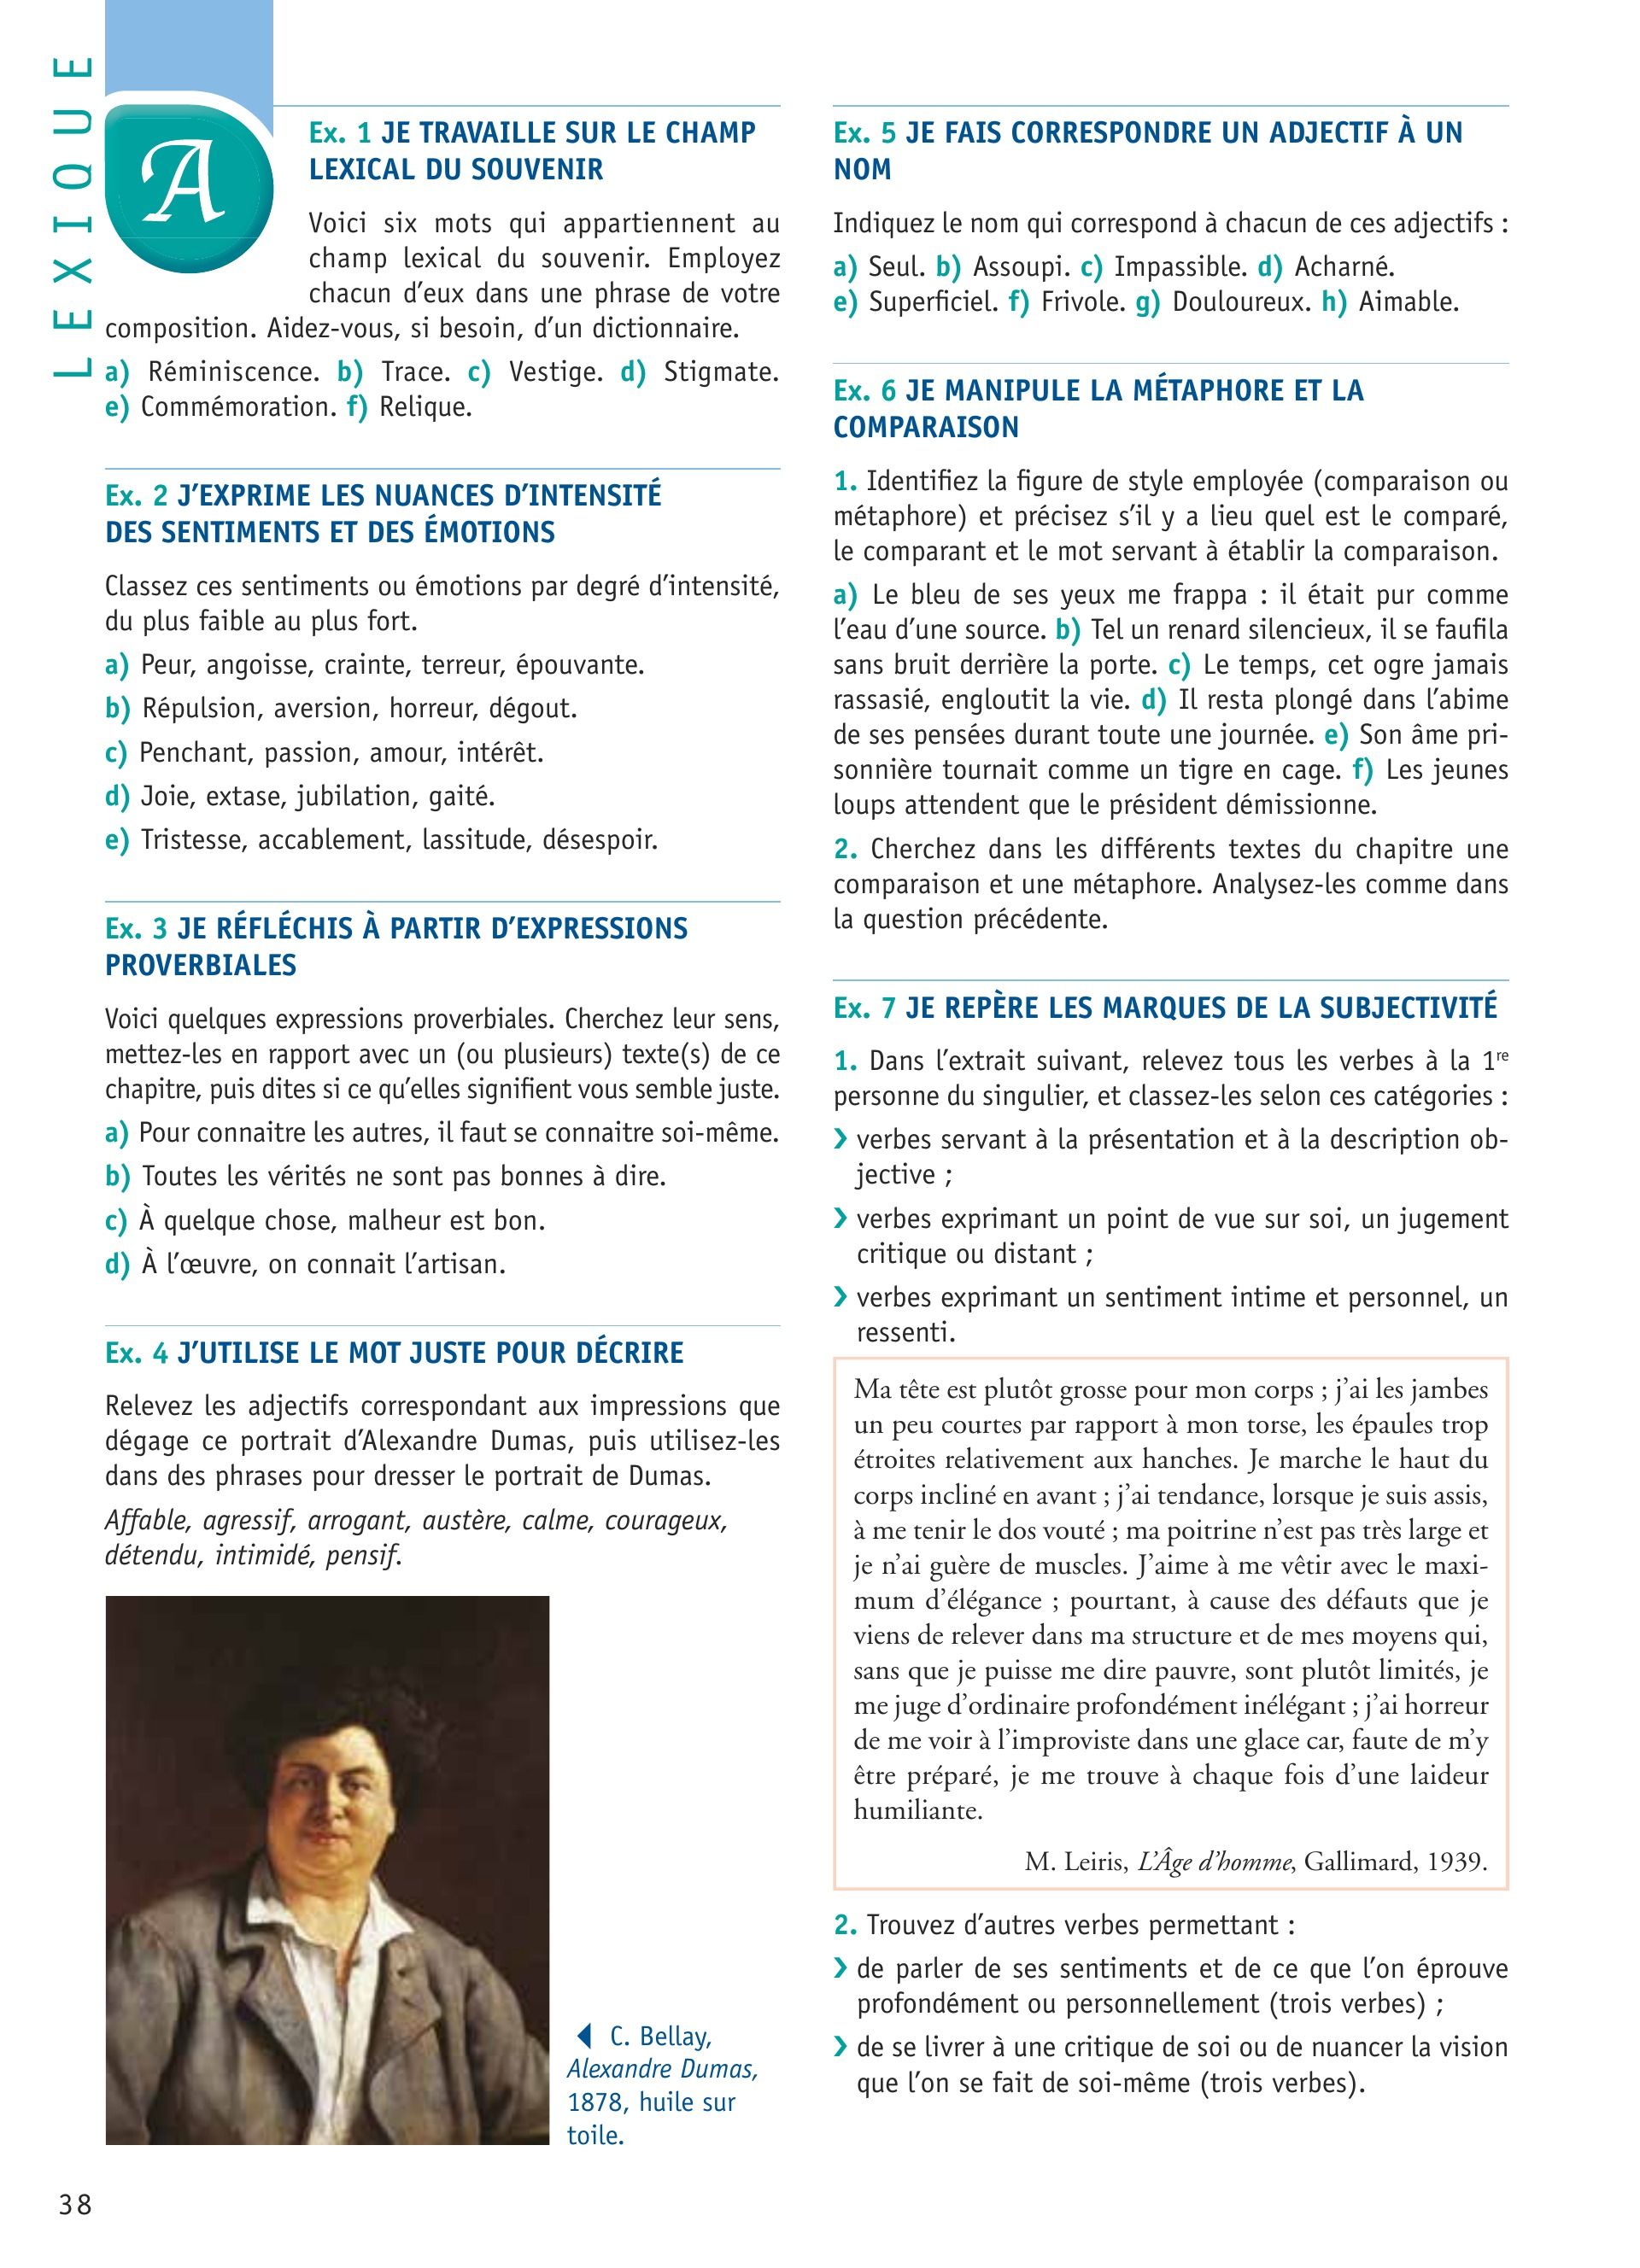 LEXIQUE
A
Ex. 1 JE TRAVAILLE SUR LE CHAMP
LEXICAL DU SOUVENIR
Voici six mots qui appartiennent au
champ lexical du souvenir. Employez
chacun d’eux dans une phrase de votre
composition. Aidez-vous, si besoin, d’un dictionnaire.
a) Réminiscence. b) Trace. c) Vestige. d) Stigmate.
e) Commémoration. f) Relique.
Ex. 2 J’EXPRIME LES NUANCES D’INTENSITÉ
DES SENTIMENTS ET DES ÉMOTIONS
Classez ces sentiments ou émotions par degré d’intensité,
du plus faible au plus fort.
a) Peur, angoisse, crainte, terreur, épouvante.
b) Répulsion, aversion, horreur, dégout.
c) Penchant, passion, amour, intérêt.
d) Joie, extase, jubilation, gaité.
e) Tristesse, accablement, lassitude, désespoir.
Ex. 3 JE RÉFLÉCHIS À PARTIR D’EXPRESSIONS
PROVERBIALES
Voici quelques expressions proverbiales. Cherchez leur sens,
mettez-les en rapport avec un (ou plusieurs) texte(s) de ce
chapitre, puis dites si ce qu’elles signifient vous semble juste.
a) Pour connaitre les autres, il faut se connaitre soi-même.
b) Toutes les vérités ne sont pas bonnes à dire.
c) À quelque chose, malheur est bon.
d) À l’œuvre, on connait l’artisan.
Ex. 4 J’UTILISE LE MOT JUSTE POUR DÉCRIRE
Relevez les adjectifs correspondant aux impressions que
dégage ce portrait d’Alexandre Dumas, puis utilisez-les
dans des phrases pour dresser le portrait de Dumas.
Affable, agressif, arrogant, austère, calme, courageux,
détendu, intimidé, pensif.
C. Bellay,
Alexandre Dumas,
1878, huile sur
toile.
Ex. 5 JE FAIS CORRESPONDRE UN ADJECTIF À UN
NOM
Indiquez le nom qui correspond à chacun de ces adjectifs :
a) Seul. b) Assoupi. c) Impassible. d) Acharné.
e) Superficiel. f) Frivole. g) Douloureux. h) Aimable.
Ex. 6 JE MANIPULE LA MÉTAPHORE ET LA
COMPARAISON
1. Identifiez la figure de style employée (comparaison ou
métaphore) et précisez s’il y a lieu quel est le comparé,
le comparant et le mot servant à établir la comparaison.
a) Le bleu de ses yeux me frappa : il était pur comme
l’eau d’une source. b) Tel un renard silencieux, il se faufila
sans bruit derrière la porte. c) Le temps, cet ogre jamais
rassasié, engloutit la vie. d) Il resta plongé dans l’abime
de ses pensées durant toute une journée. e) Son âme pri-
sonnière tournait comme un tigre en cage. f) Les jeunes
loups attendent que le président démissionne.
2. Cherchez dans les différents textes du chapitre une
comparaison et une métaphore. Analysez-les comme dans
la question précédente.
Ex. 7 JE REPÈRE LES MARQUES DE LA SUBJECTIVITÉ
1. Dans l’extrait suivant, relevez tous les verbes à la 1re
personne du singulier, et classez-les selon ces catégories :
› verbes servant à la présentation et à la description ob-
jective ;
› verbes exprimant un point de vue sur soi, un jugement
critique ou distant ;
› verbes exprimant un sentiment intime et personnel, un
ressenti.
Ma tête est plutôt grosse pour mon corps ; j’ai les jambes
un peu courtes par rapport à mon torse, les épaules trop
étroites relativement aux hanches. Je marche le haut du
corps incliné en avant ; j’ai tendance, lorsque je suis assis,
à me tenir le dos vouté ; ma poitrine n’est pas très large et
je n’ai guère de muscles. J’aime à me vêtir avec le maxi-
mum d’élégance ; pourtant, à cause des défauts que je
viens de relever dans ma structure et de mes moyens qui,
sans que je puisse me dire pauvre, sont plutôt limités, je
me juge d’ordinaire profondément inélégant ; j’ai horreur
de me voir à l’improviste dans une glace car, faute de m’y
être préparé, je me trouve à chaque fois d’une laideur
humiliante.
M. Leiris, L’Âge d’homme, Gallimard, 1939.
2. Trouvez d’autres verbes permettant :
› de parler de ses sentiments et de ce que l’on éprouve
profondément ou personnellement (trois verbes) ;
› de se livrer à une critique de soi ou de nuancer la vision
que l’on se fait de soi-même (trois verbes).
38